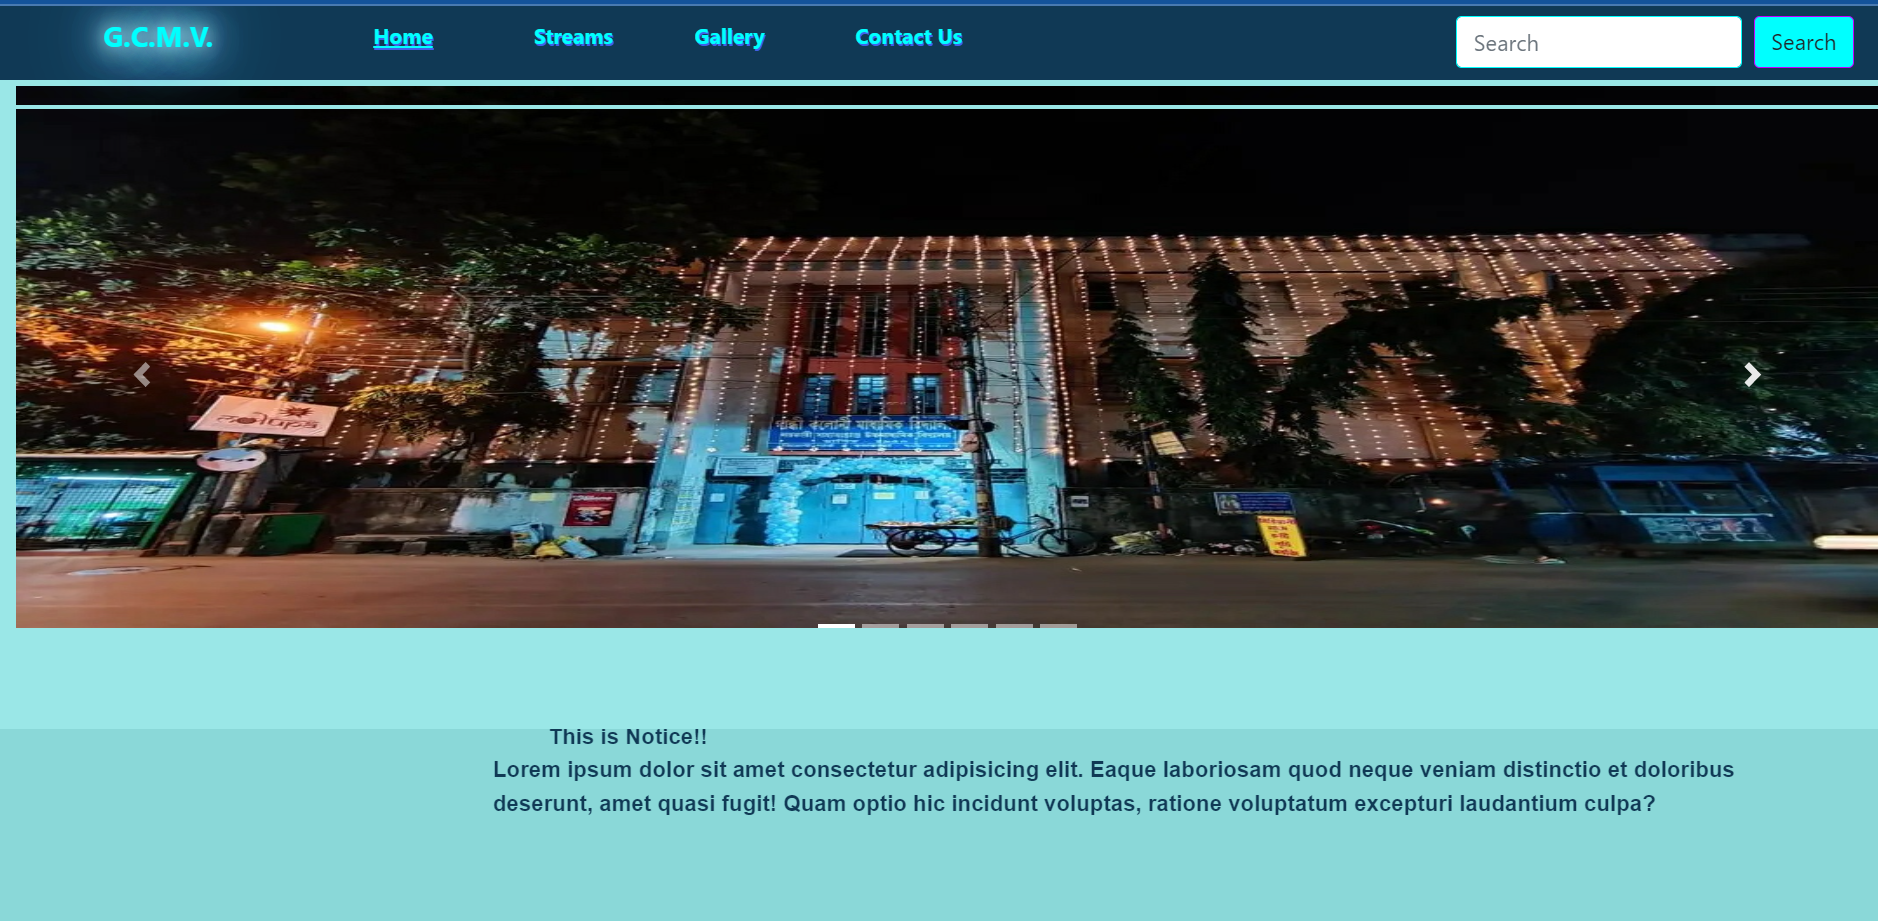 G.C.M.V.
Home Streams Gallery Contact Us
Search Search
This is Notice!!
Lorem ipsum dolor sit amet consectetur adipisicing elit. Eaque laboriosam quod neque veniam distinctio et doloribus
deserunt, amet quasi fugit! Quam optio hic incidunt voluptas, ratione voluptatum excepturi laudantium culpa?